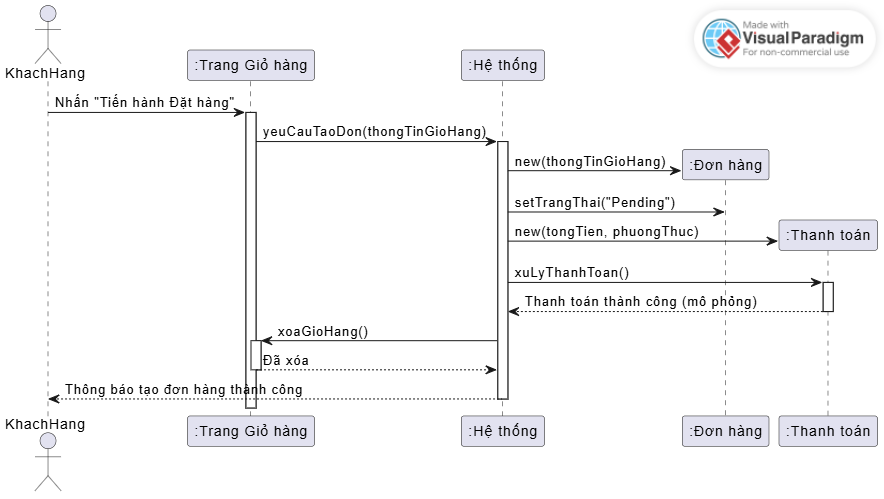 Made with
Visual Paradigm
For non-commercial use
KhachHang
:Trang Giỏ hàng
:Hệ thống
Nhấn "Tiến hành Đặt hàng"
yeuCauTaoDon(thongTinGioHang)
new(thongTinGioHang)
:Đơn hàng
setTrangThai("Pending")
new(tongTien, phuongThuc)
:Thanh toán
xuLyThanhToan()
Thanh toán thành công (mô phỏng)
xoaGioHang()
Đã xóa
Thông báo tạo đơn hàng thành công
KhachHang
:Trang Giỏ hàng
:Hệ thống
:Đơn hàng
:Thanh toán